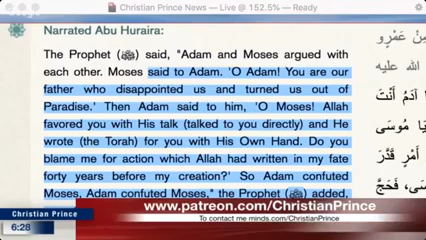 Christian Prince News — Live @ 152.5% — Ready
Narrated Abu Huraira:
The Prophet (ﷺ) said, "Adam and Moses argued with
each other. Moses said to Adam. 'O Adam! You are our
father who disappointed us and turned us out of
Paradise.' Then Adam said to him, 'O Moses! Allah
favored you with His talk (talked to you directly) and He
wrote (the Torah) for you with His Own Hand. Do you
blame me for action which Allah had written in my fate
forty years before my creation?' So Adam confuted
Moses, Adam confuted Moses," the Prophet (ﷺ) added,
مِنْ عَمْرٍو
الله عليه
آدَمُ أَنْتَ
يَا مُوسَى
أَمْرٍ قَدَّرَ
ى، فَحَجَّ
www.patreon.com/ChristianPrince
To contact me minds.com/ChristianPrince
Christian Prince
6:28